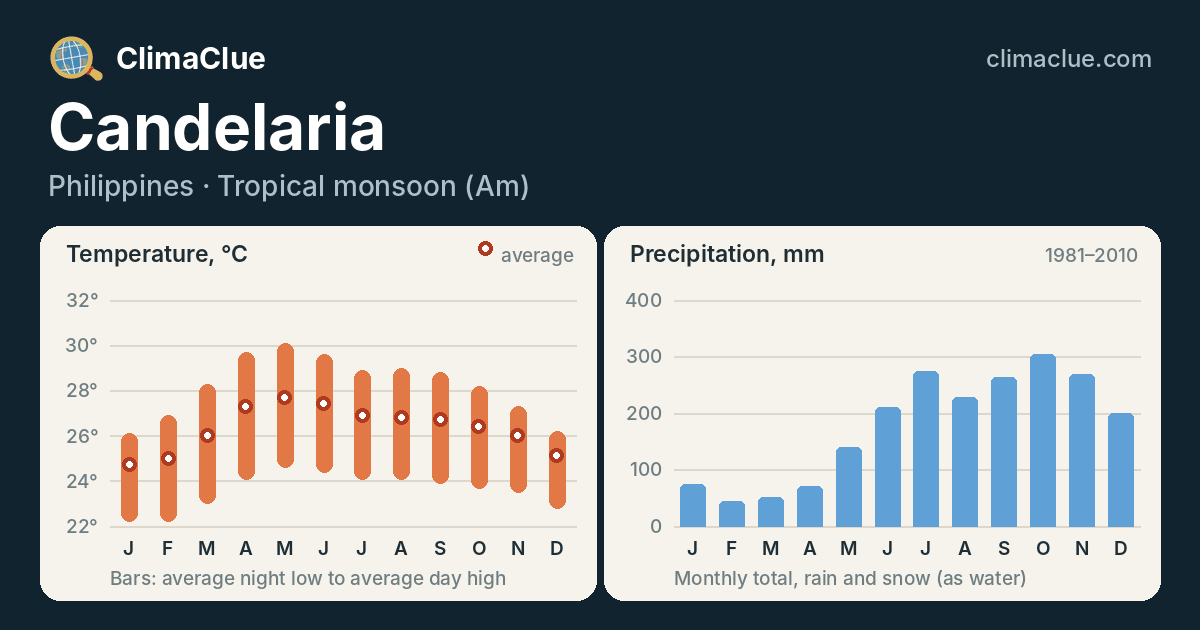 ClimaClue
climaclue.com
Candelaria
Philippines · Tropical monsoon (Am)
Temperature, °C
average
32°
30°
28°
26°
24°
22°
J F M A M J J A S O N D
Bars: average night low to average day high
Precipitation, mm
1981–2010
400
300
200
100
0
J F M A M J J A S O N D
Monthly total, rain and snow (as water)